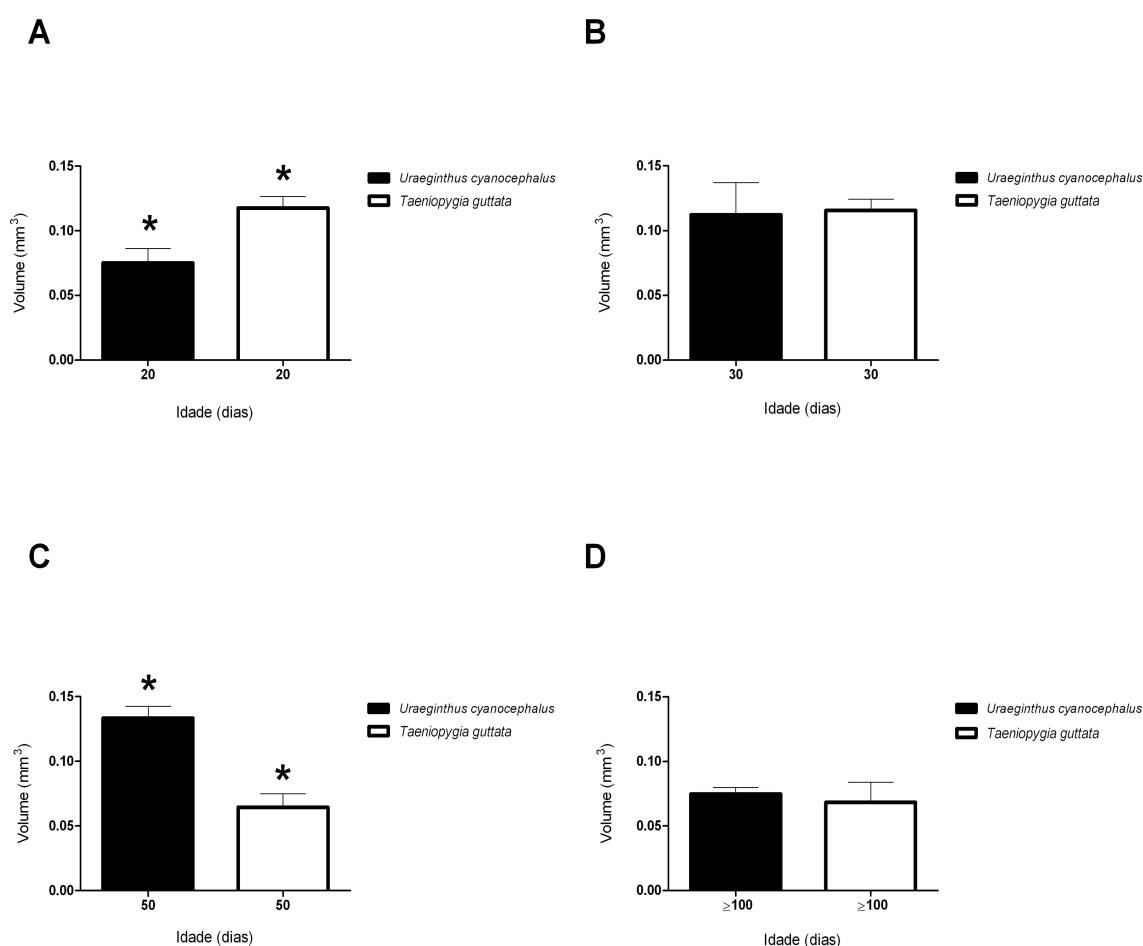 A
Volume (mm³)
0.15
0.10
0.05
0.00
*
*
20
20
Idade (dias)
Uraeginthus cyanocephalus
Taeniopygia guttata
B
Volume (mm³)
0.15
0.10
0.05
0.00
30
30
Idade (dias)
Uraeginthus cyanocephalus
Taeniopygia guttata
C
Volume (mm³)
0.15
0.10
0.05
0.00
*
*
50
50
Idade (dias)
Uraeginthus cyanocephalus
Taeniopygia guttata
D
Volume (mm³)
0.15
0.10
0.05
0.00
≥100
≥100
Idade (dias)
Uraeginthus cyanocephalus
Taeniopygia guttata